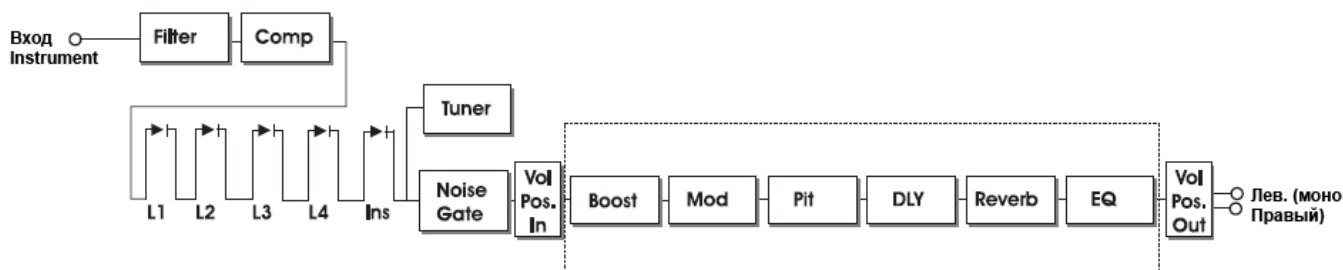 Вход
Instrument
Filter
Comp
Tuner
L1
L2
L3
L4
Ins
Noise
Gate
Vol
Pos.
In
Boost
Mod
Pit
DLY
Reverb
EQ
Vol
Pos.
Out
Лев. (моно
Правый)